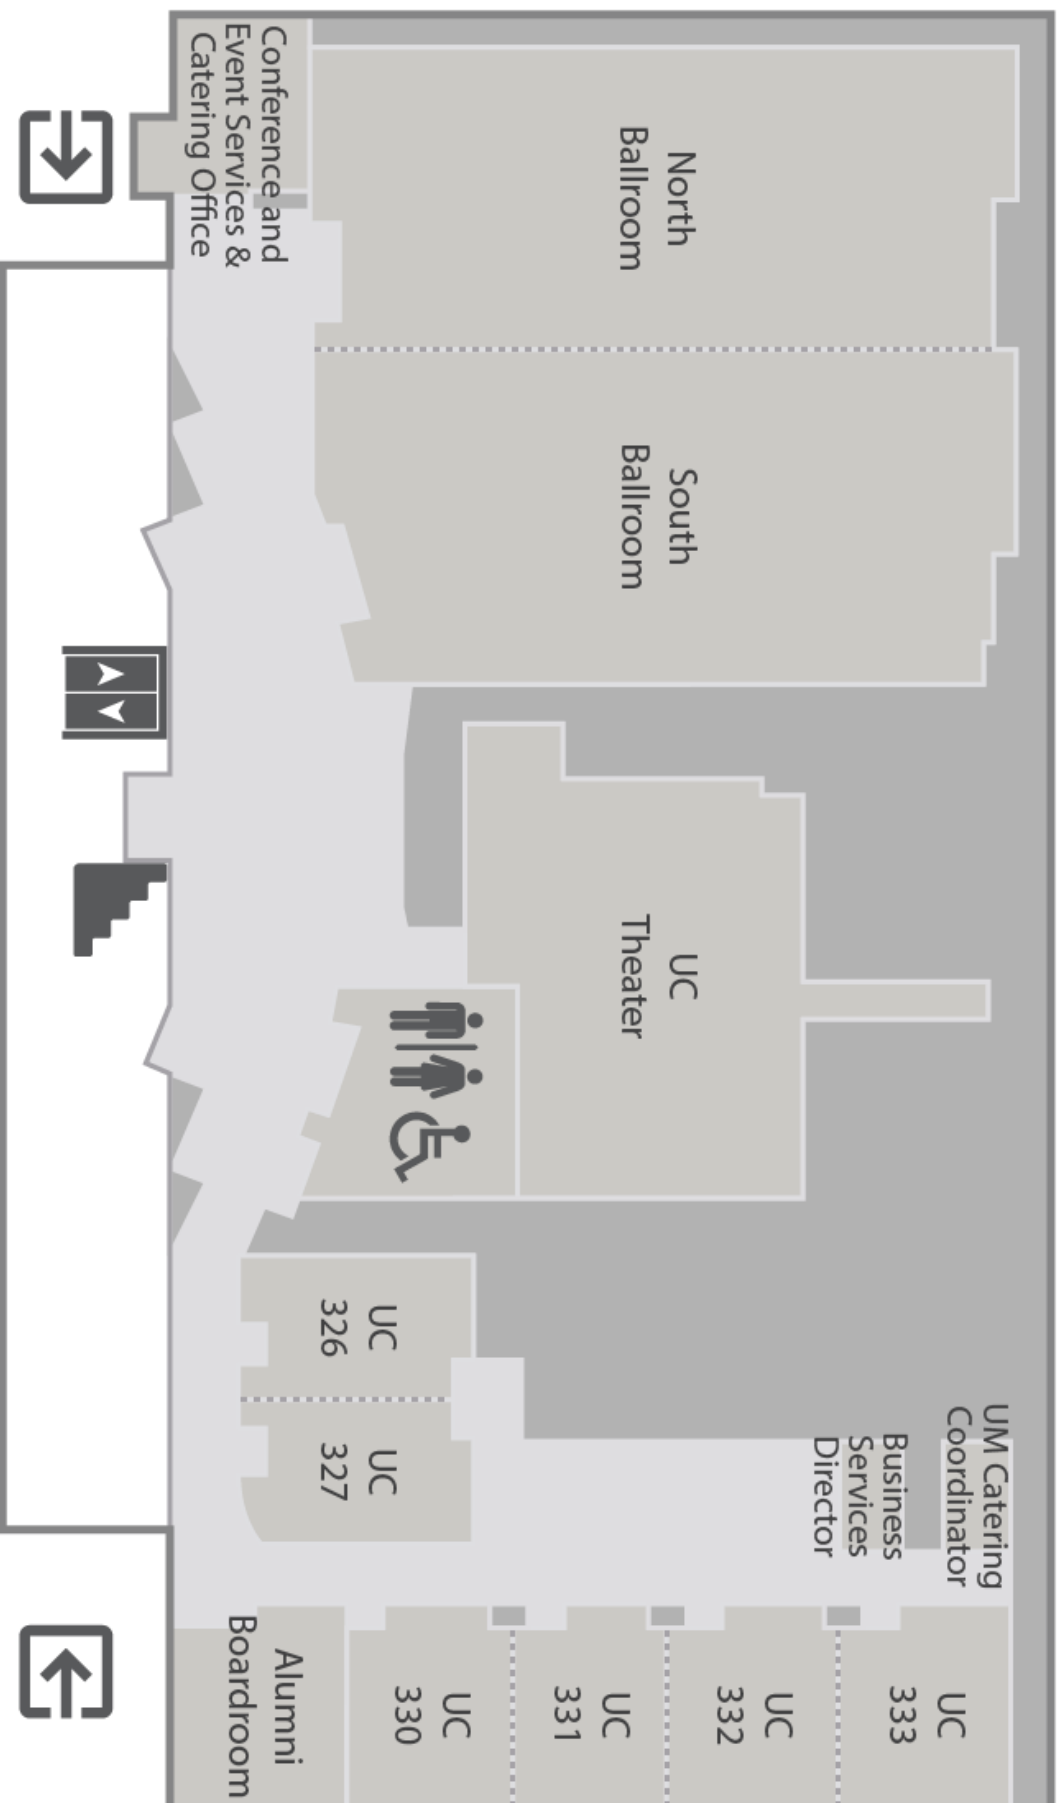 Conference and
Event Services &
Catering Office
North
Ballroom
South
Ballroom
UC
Theater
UC
326
UC
327
UM Catering
Coordinator
Business
Services
Director
Alumni
Boardroom
UC
330
UC
331
UC
332
UC
333